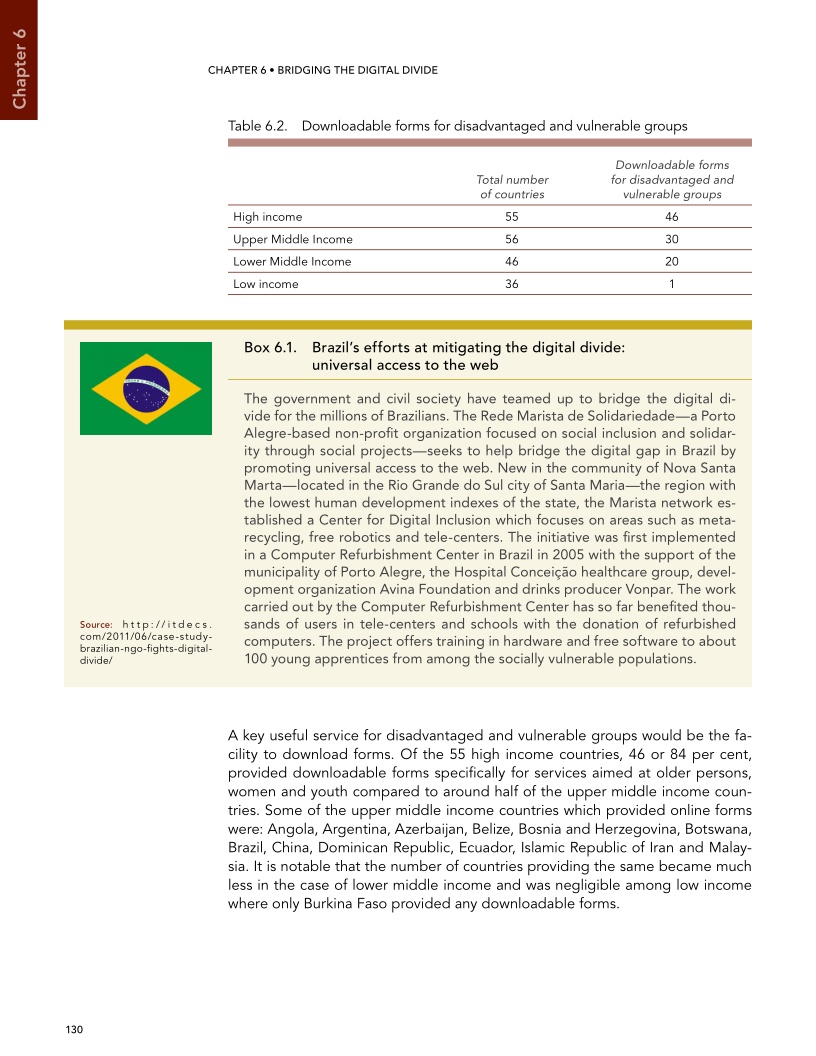 Chapter 6
CHAPTER 6 • BRIDGING THE DIGITAL DIVIDE
Table 6.2. Downloadable forms for disadvantaged and vulnerable groups
Total number of countries
Downloadable forms for disadvantaged and vulnerable groups
High income 55 46
Upper Middle Income 56 30
Lower Middle Income 46 20
Low income 36 1
Box 6.1. Brazil's efforts at mitigating the digital divide:
universal access to the web
The government and civil society have teamed up to bridge the digital di-
vide for the millions of Brazilians. The Rede Marista de Solidariedade—a Porto
Alegre-based non-profit organization focused on social inclusion and solidar-
ity through social projects—seeks to help bridge the digital gap in Brazil by
promoting universal access to the web. New in the community of Nova Santa
Marta—located in the Rio Grande do Sul city of Santa Maria—the region with
the lowest human development indexes of the state, the Marista network es-
tablished a Center for Digital Inclusion which focuses on areas such as meta-
recycling, free robotics and tele-centers. The initiative was first implemented
in a Computer Refurbishment Center in Brazil in 2005 with the support of the
municipality of Porto Alegre, the Hospital Conceição healthcare group, devel-
opment organization Avina Foundation and drinks producer Vonpar. The work
carried out by the Computer Refurbishment Center has so far benefited thou-
sands of users in tele-centers and schools with the donation of refurbished
computers. The project offers training in hardware and free software to about
100 young apprentices from among the socially vulnerable populations.
Source: http://itdecs.
com/2011/06/case-study-
brazilian-ngo-fights-digital-
divide/
A key useful service for disadvantaged and vulnerable groups would be the fa-
cility to download forms. Of the 55 high income countries, 46 or 84 per cent,
provided downloadable forms specifically for services aimed at older persons,
women and youth compared to around half of the upper middle income coun-
tries. Some of the upper middle income countries which provided online forms
were: Angola, Argentina, Azerbaijan, Belize, Bosnia and Herzegovina, Botswana,
Brazil, China, Dominican Republic, Ecuador, Islamic Republic of Iran and Malay-
sia. It is notable that the number of countries providing the same became much
less in the case of lower middle income and was negligible among low income
where only Burkina Faso provided any downloadable forms.
130